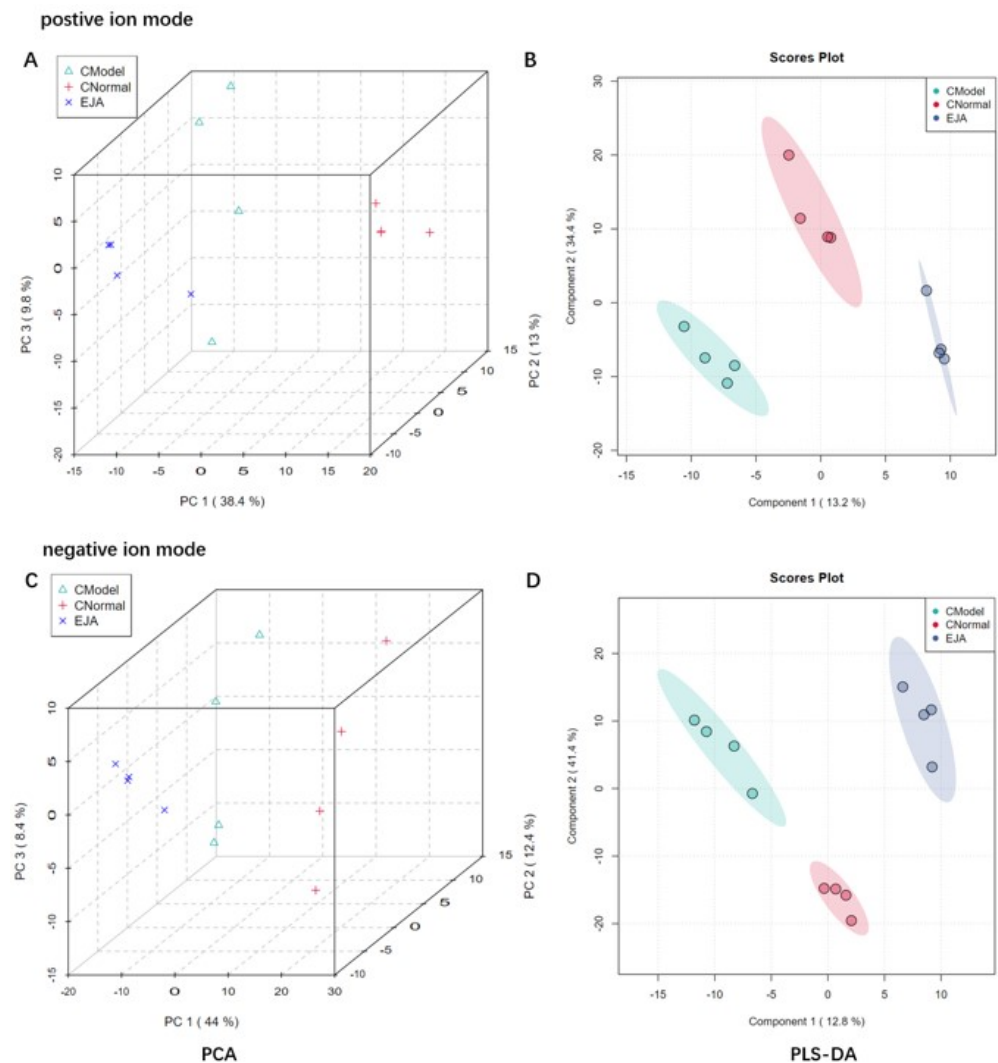 postive ion mode
A
CModel
CNormal
EJA
10
5
0
-5
-10
-15
-20
PC 3 ( 9.8 %)
-15
-10
-5
0
5
10
15
20
PC 1 ( 38.4 %)
-10
-5
0
5
10
15
PC 2 ( 13 %)
B
Scores Plot
CModel
CNormal
EJA
30
20
10
0
-10
-20
Component 2 ( 34.4 %)
-15
-10
-5
0
5
10
Component 1 ( 13.2 %)
negative ion mode
C
CModel
CNormal
EJA
10
5
0
-5
-10
-15
PC 3 ( 8.4 %)
-20
-10
0
10
20
30
PC 1 ( 44 %)
-10
-5
0
5
10
15
PC 2 ( 12.4 %)
D
Scores Plot
CModel
CNormal
EJA
20
10
0
-10
-20
Component 2 ( 41.4 %)
-15
-10
-5
0
5
10
Component 1 ( 12.8 %)
PCA
PLS-DA